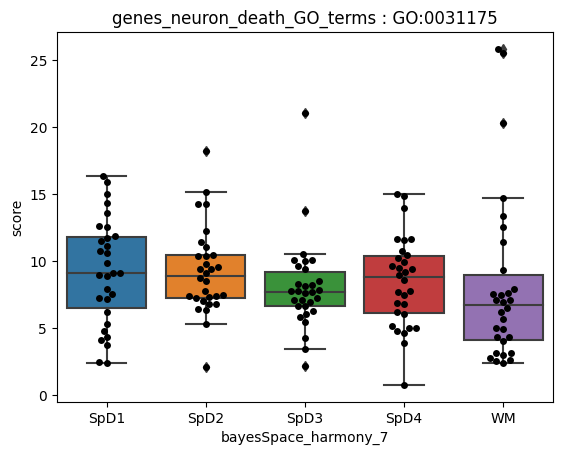 genes_neuron_death_GO_terms : GO:0031175
score
25
20
15
10
5
0
SpD1 SpD2 SpD3 SpD4 WM
bayesSpace_harmony_7